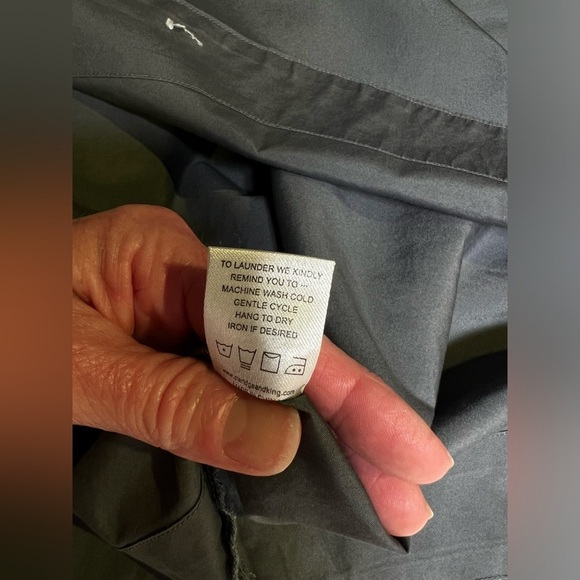 TO LAUNDER WE KINDLY
REMIND YOU TO ...
MACHINE WASH COLD
GENTLE CYCLE
HANG TO DRY
IRON IF DESIRED